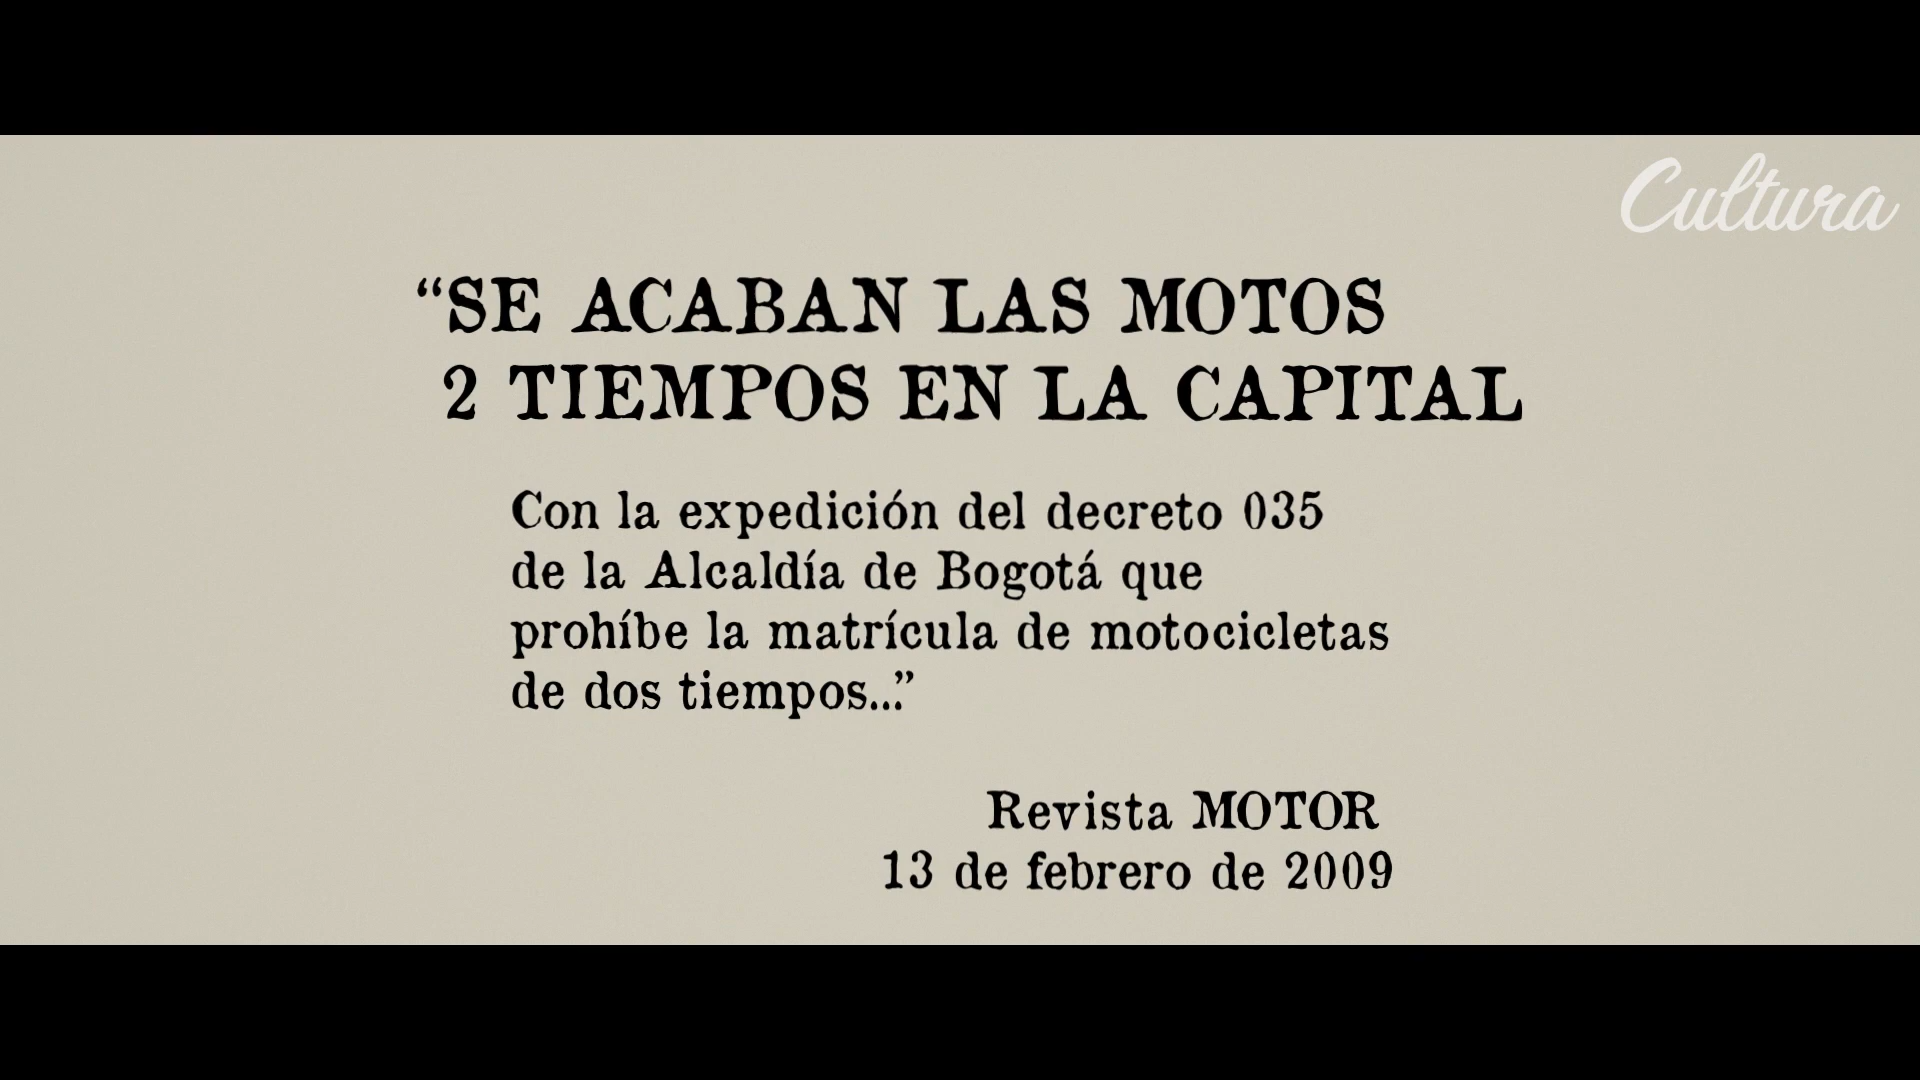 Cultura
“SE ACABAN LAS MOTOS
2 TIEMPOS EN LA CAPITAL
Con la expedición del decreto 035
de la Alcaldía de Bogotá que
prohíbe la matrícula de motocicletas
de dos tiempos...”
Revista MOTOR
13 de febrero de 2009